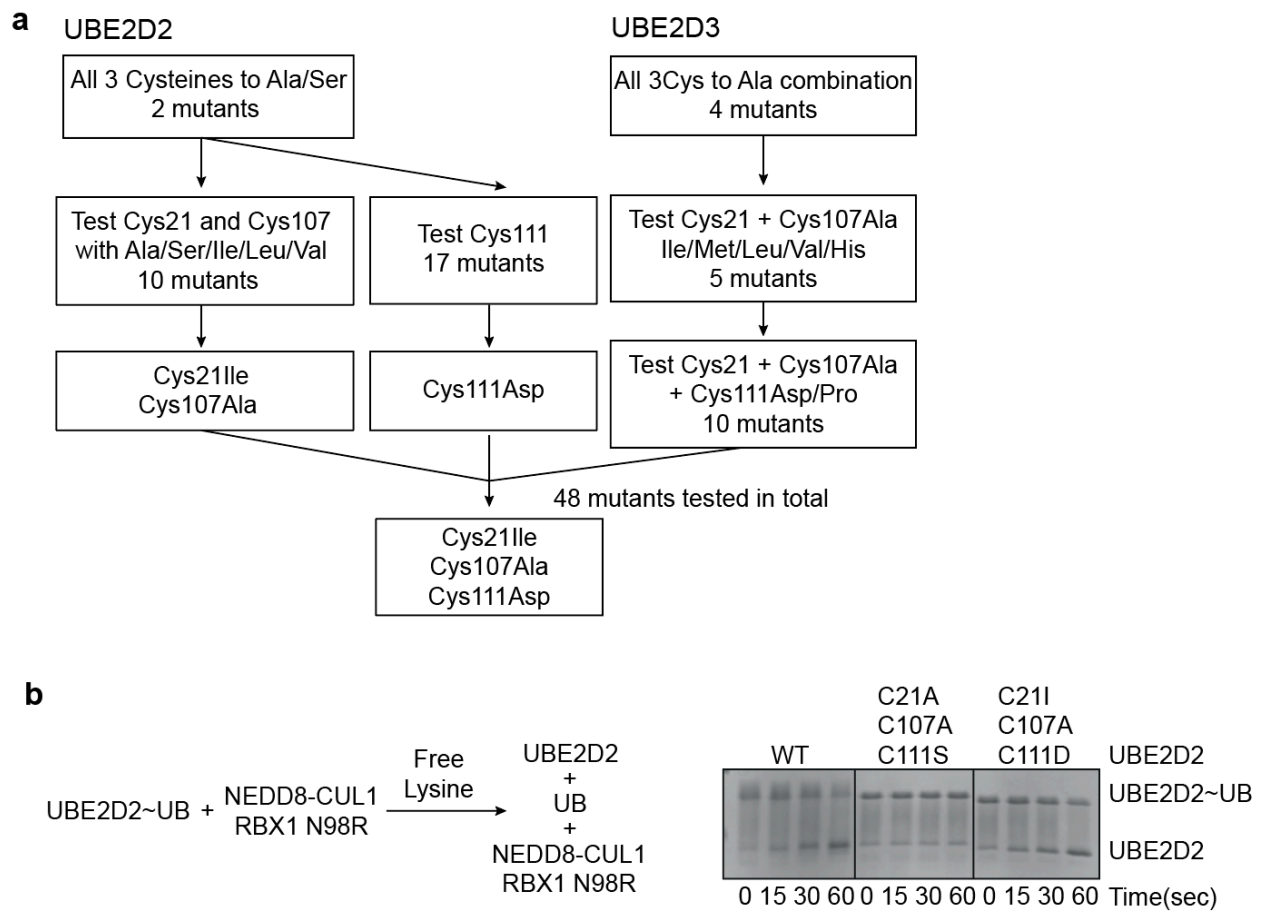 a
UBE2D2
UBE2D3
All 3 Cysteines to Ala/Ser
2 mutants
All 3Cys to Ala combination
4 mutants
Test Cys21 and Cys107
with Ala/Ser/Ile/Leu/Val
10 mutants
Test Cys111
17 mutants
Test Cys21 + Cys107Ala
Ile/Met/Leu/Val/His
5 mutants
Cys21Ile
Cys107Ala
Cys111Asp
Test Cys21 + Cys107Ala
+ Cys111Asp/Pro
10 mutants
48 mutants tested in total
Cys21Ile
Cys107Ala
Cys111Asp
b
UBE2D2~UB + NEDD8-CUL1
RBX1 N98R
Free
Lysine
UBE2D2
+
UB
+
NEDD8-CUL1
RBX1 N98R
WT
C21A
C107A
C111S
C21I
C107A
C111D
UBE2D2
UBE2D2~UB
UBE2D2
0 15 30 60 0 15 30 60 0 15 30 60 Time(sec)